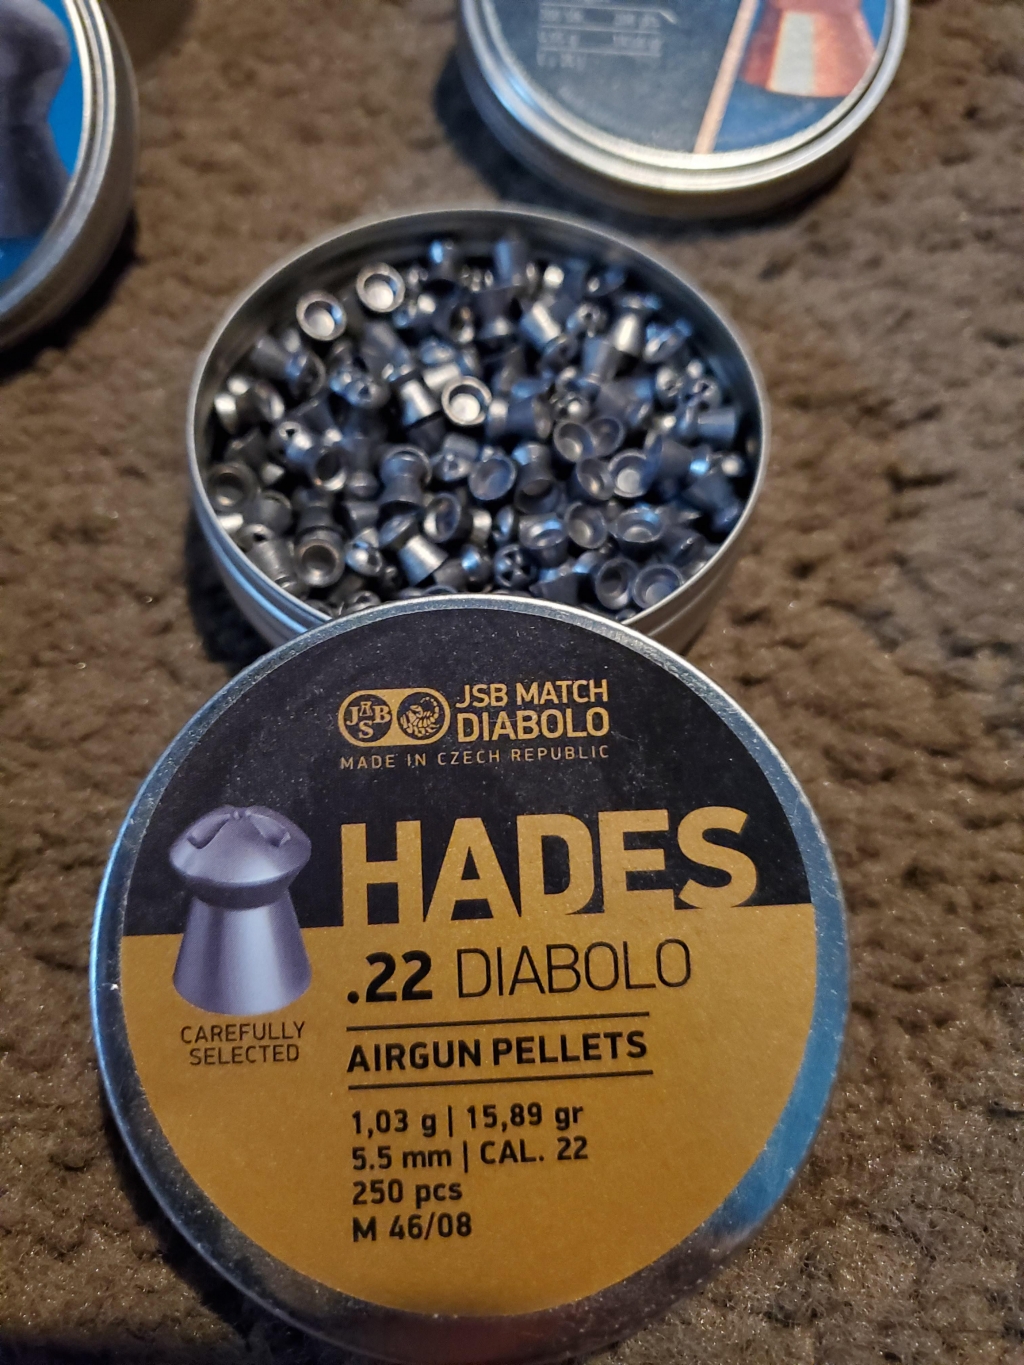 JSB
JSB MATCH
DIABOLO
MADE IN CZECH REPUBLIC
HADES
.22 DIABOLO
CAREFULLY
SELECTED
AIRGUN PELLETS
1,03 g | 15,89 gr
5.5 mm | CAL. 22
250 pcs
M 46/08